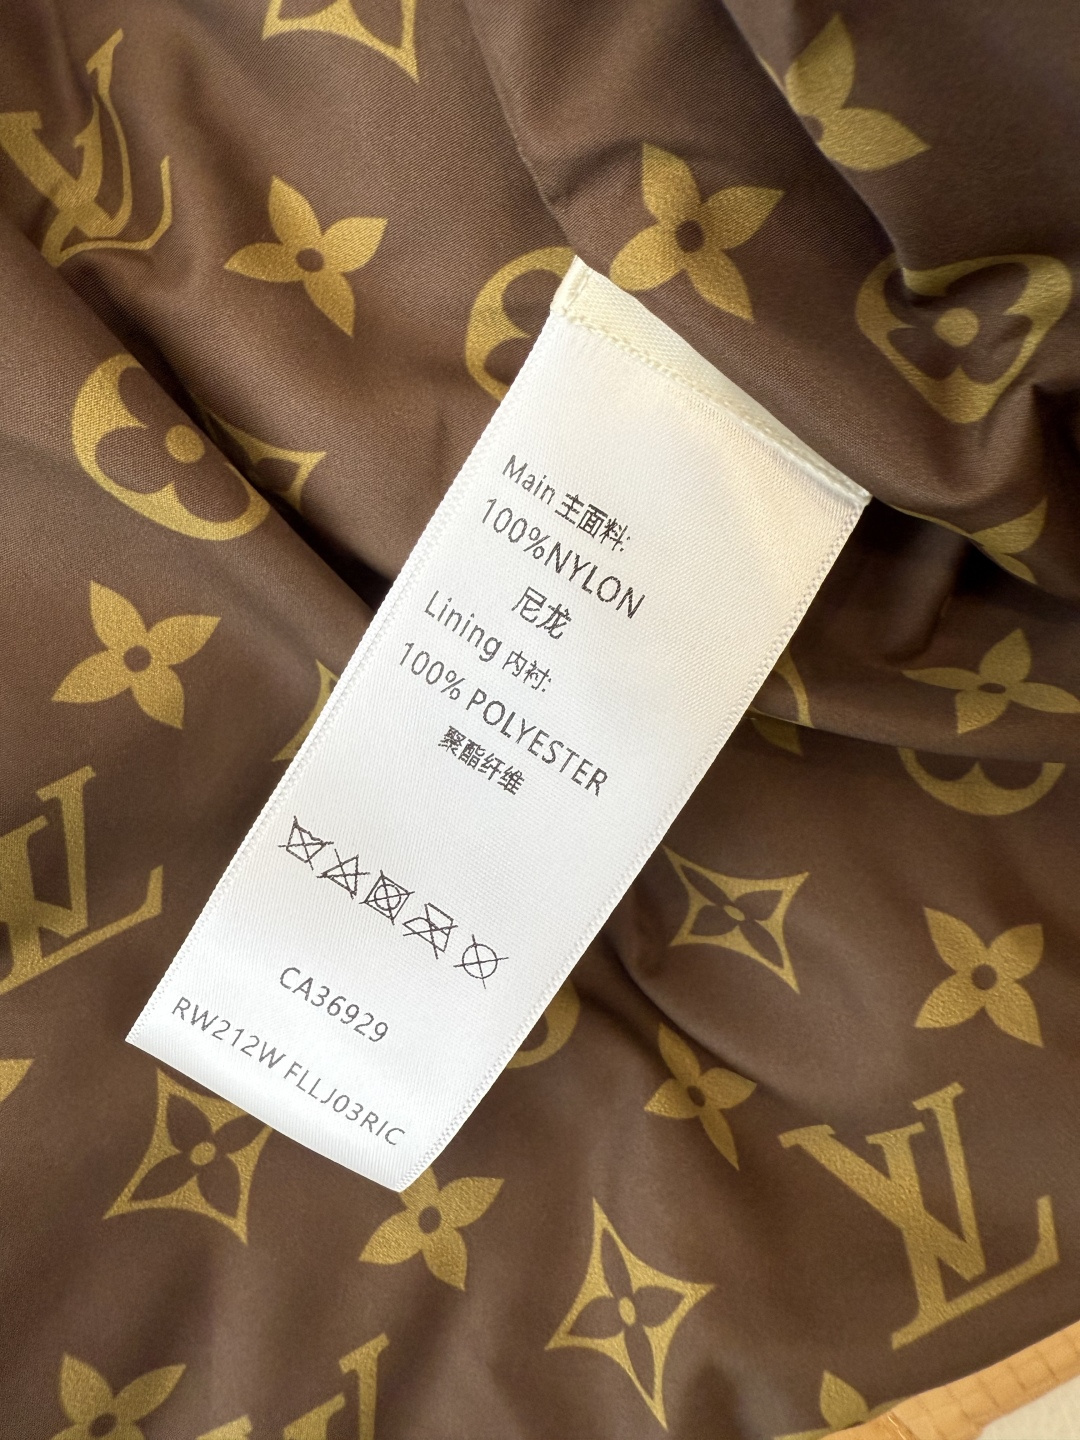 Main 主面料:
100%NYLON
尼龙
Lining 内衬:
100% POLYESTER
聚酯纤维
CA36929
RW212W FLLJ03RIC